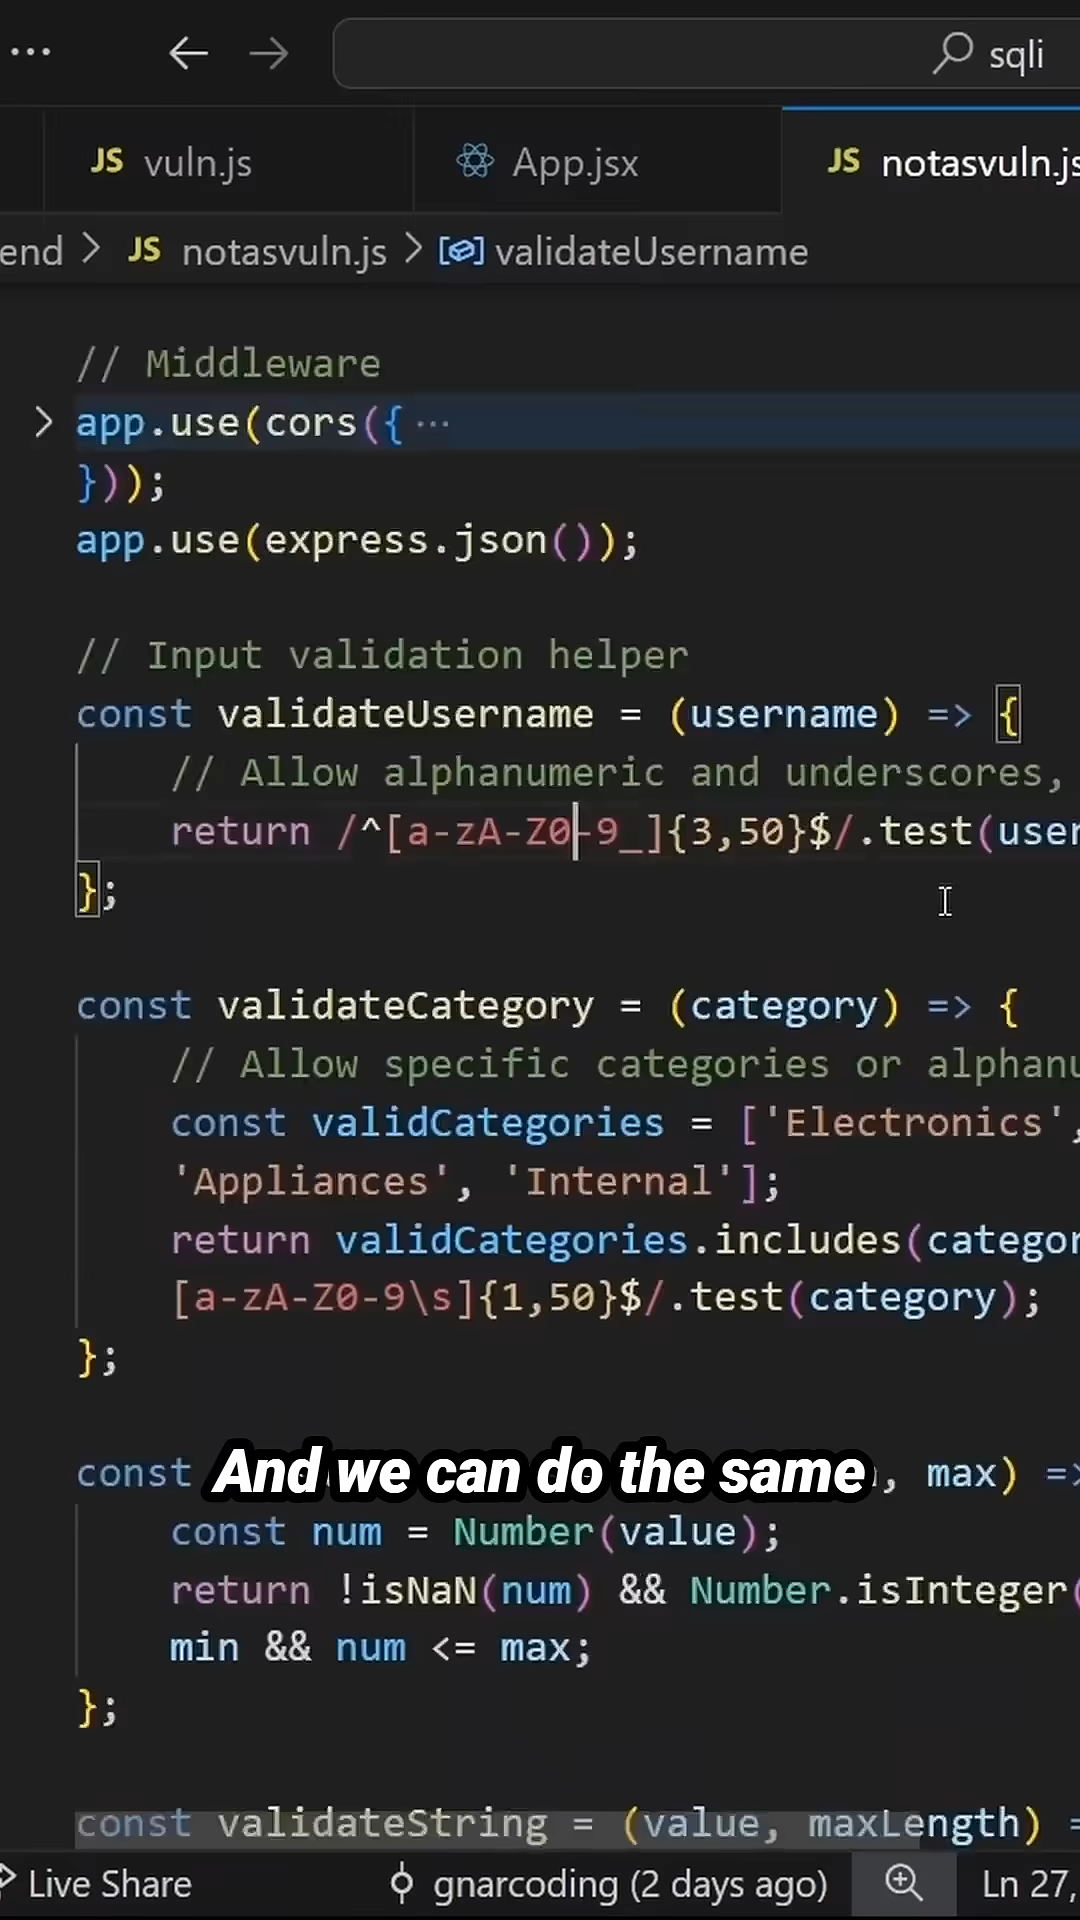 ··· ← → sqli
JS vuln.js App.jsx JS notasvuln.js
end > JS notasvuln.js > validateUsername
// Middleware
> app.use(cors({ ···
}));
app.use(express.json());
// Input validation helper
const validateUsername = (username) => {
// Allow alphanumeric and underscores,
return /^[a-zA-Z0-9_]{3,50}$/.test(user
};
const validateCategory = (category) => {
// Allow specific categories or alphanu
const validCategories = ['Electronics',
'Appliances', 'Internal'];
return validCategories.includes(categor
[a-zA-Z0-9\s]{1,50}$/.test(category);
};
const And we can do the same , max) =>
const num = Number(value);
return !isNaN(num) && Number.isInteger(
min && num <= max;
};
const validateString = (value, maxLength) =
Live Share gnarcoding (2 days ago) Ln 27,